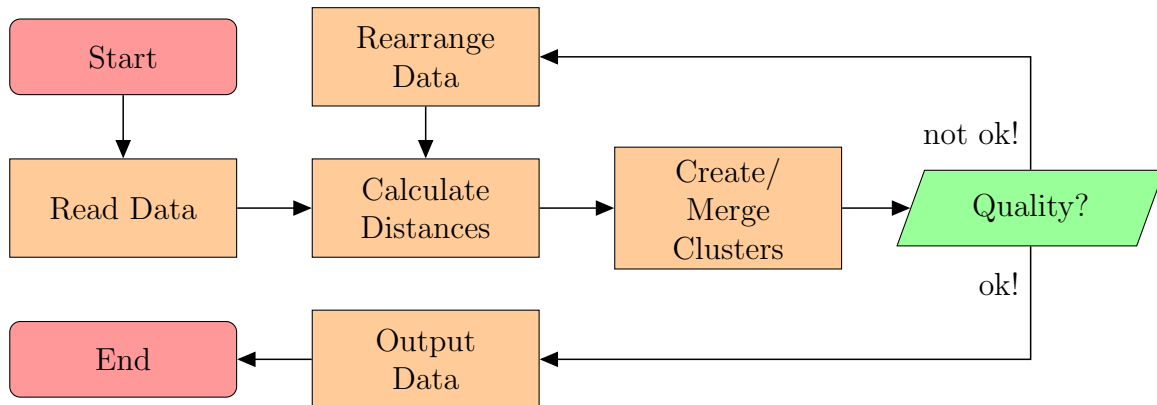 Start
Rearrange
Data
not ok!
Read Data
Calculate
Distances
Create/
Merge
Clusters
Quality?
ok!
End
Output
Data